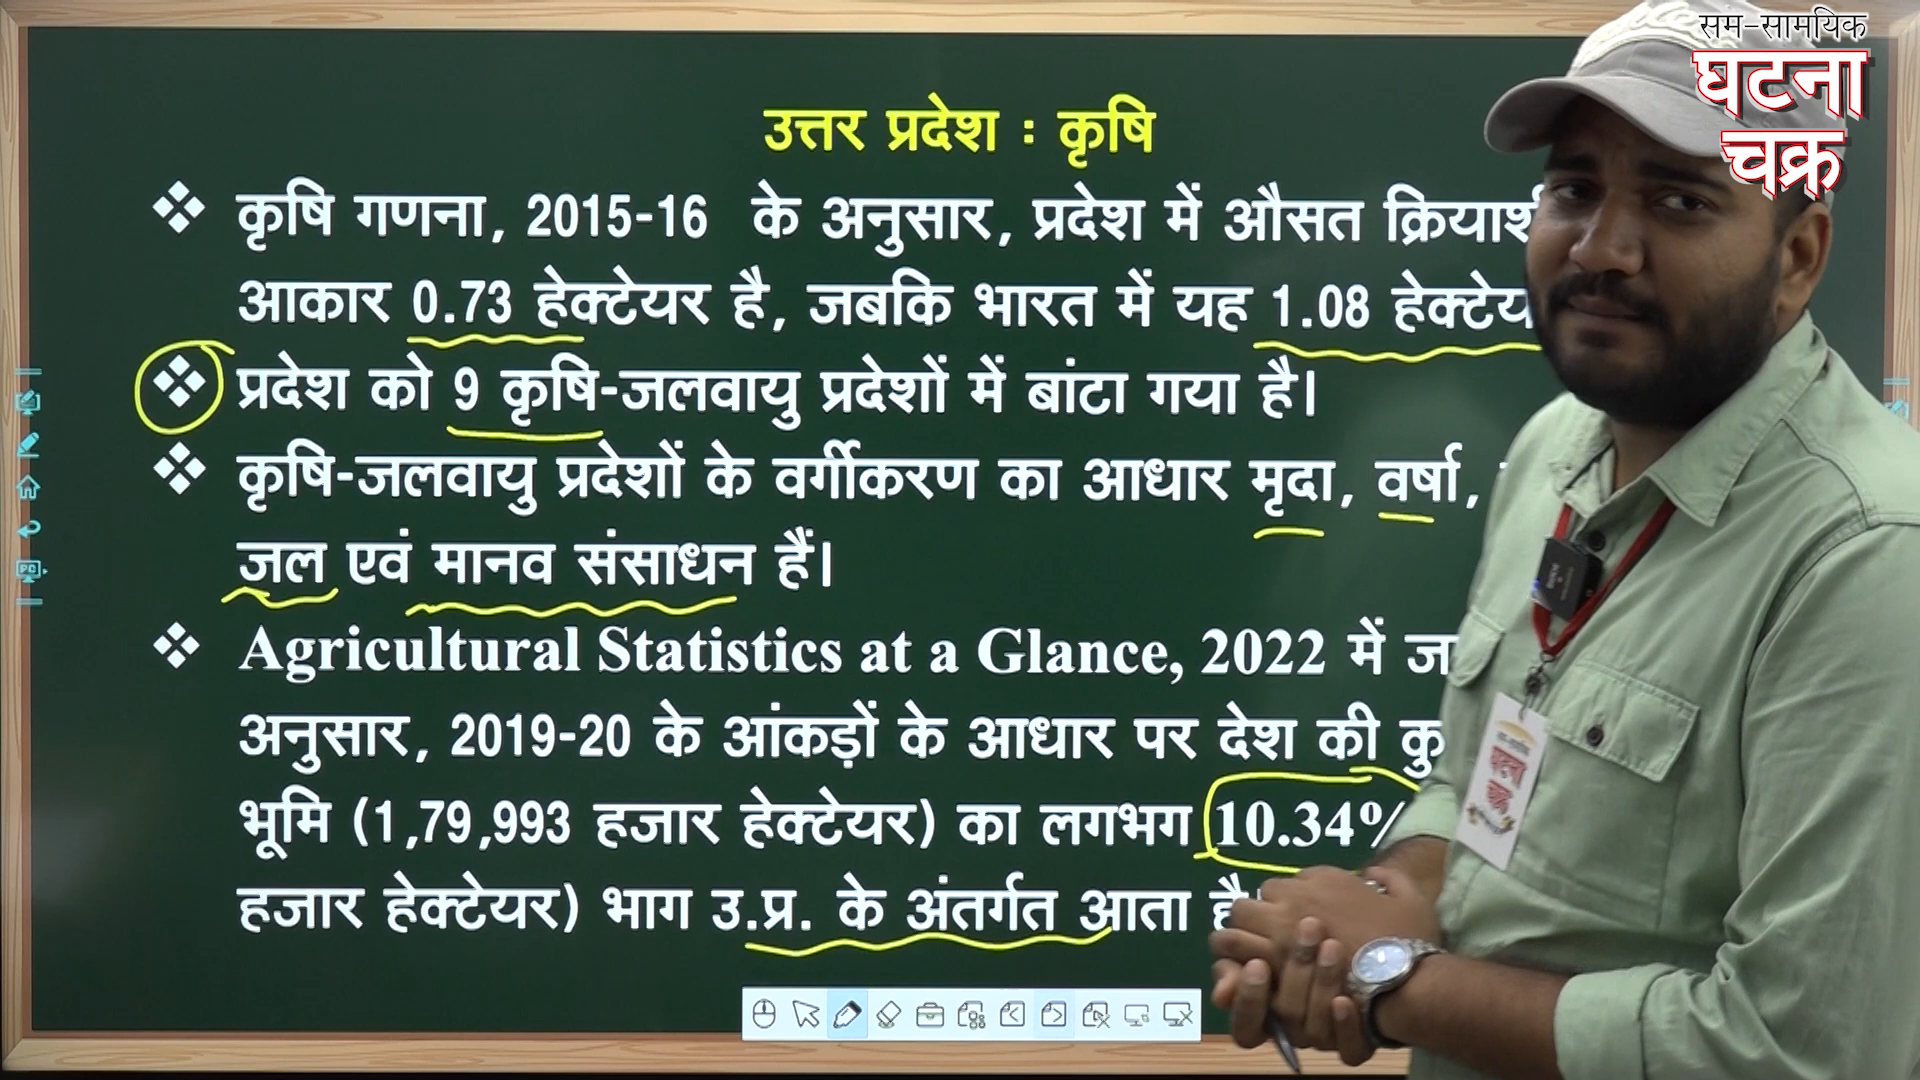 सम-सामयिक
घटना
चक्र
उत्तर प्रदेश : कृषि
❖ कृषि गणना, 2015-16 के अनुसार, प्रदेश में औसत
आकार 0.73 हेक्टेयर है, जबकि भारत में यह 1.08
❖ प्रदेश को 9 कृषि-जलवायु प्रदेशों में बांटा गया है।
❖ कृषि-जलवायु प्रदेशों के वर्गीकरण का आधार मृदा, वर्षा,
जल एवं मानव संसाधन हैं।
❖ Agricultural Statistics at a Glance, 2022 में
अनुसार, 2019-20 के आंकड़ों के आधार पर देश की
भूमि (1,79,993 हजार हेक्टेयर) का लगभग 10.34%
हजार हेक्टेयर) भाग उ.प्र. के अंतर्गत आता है